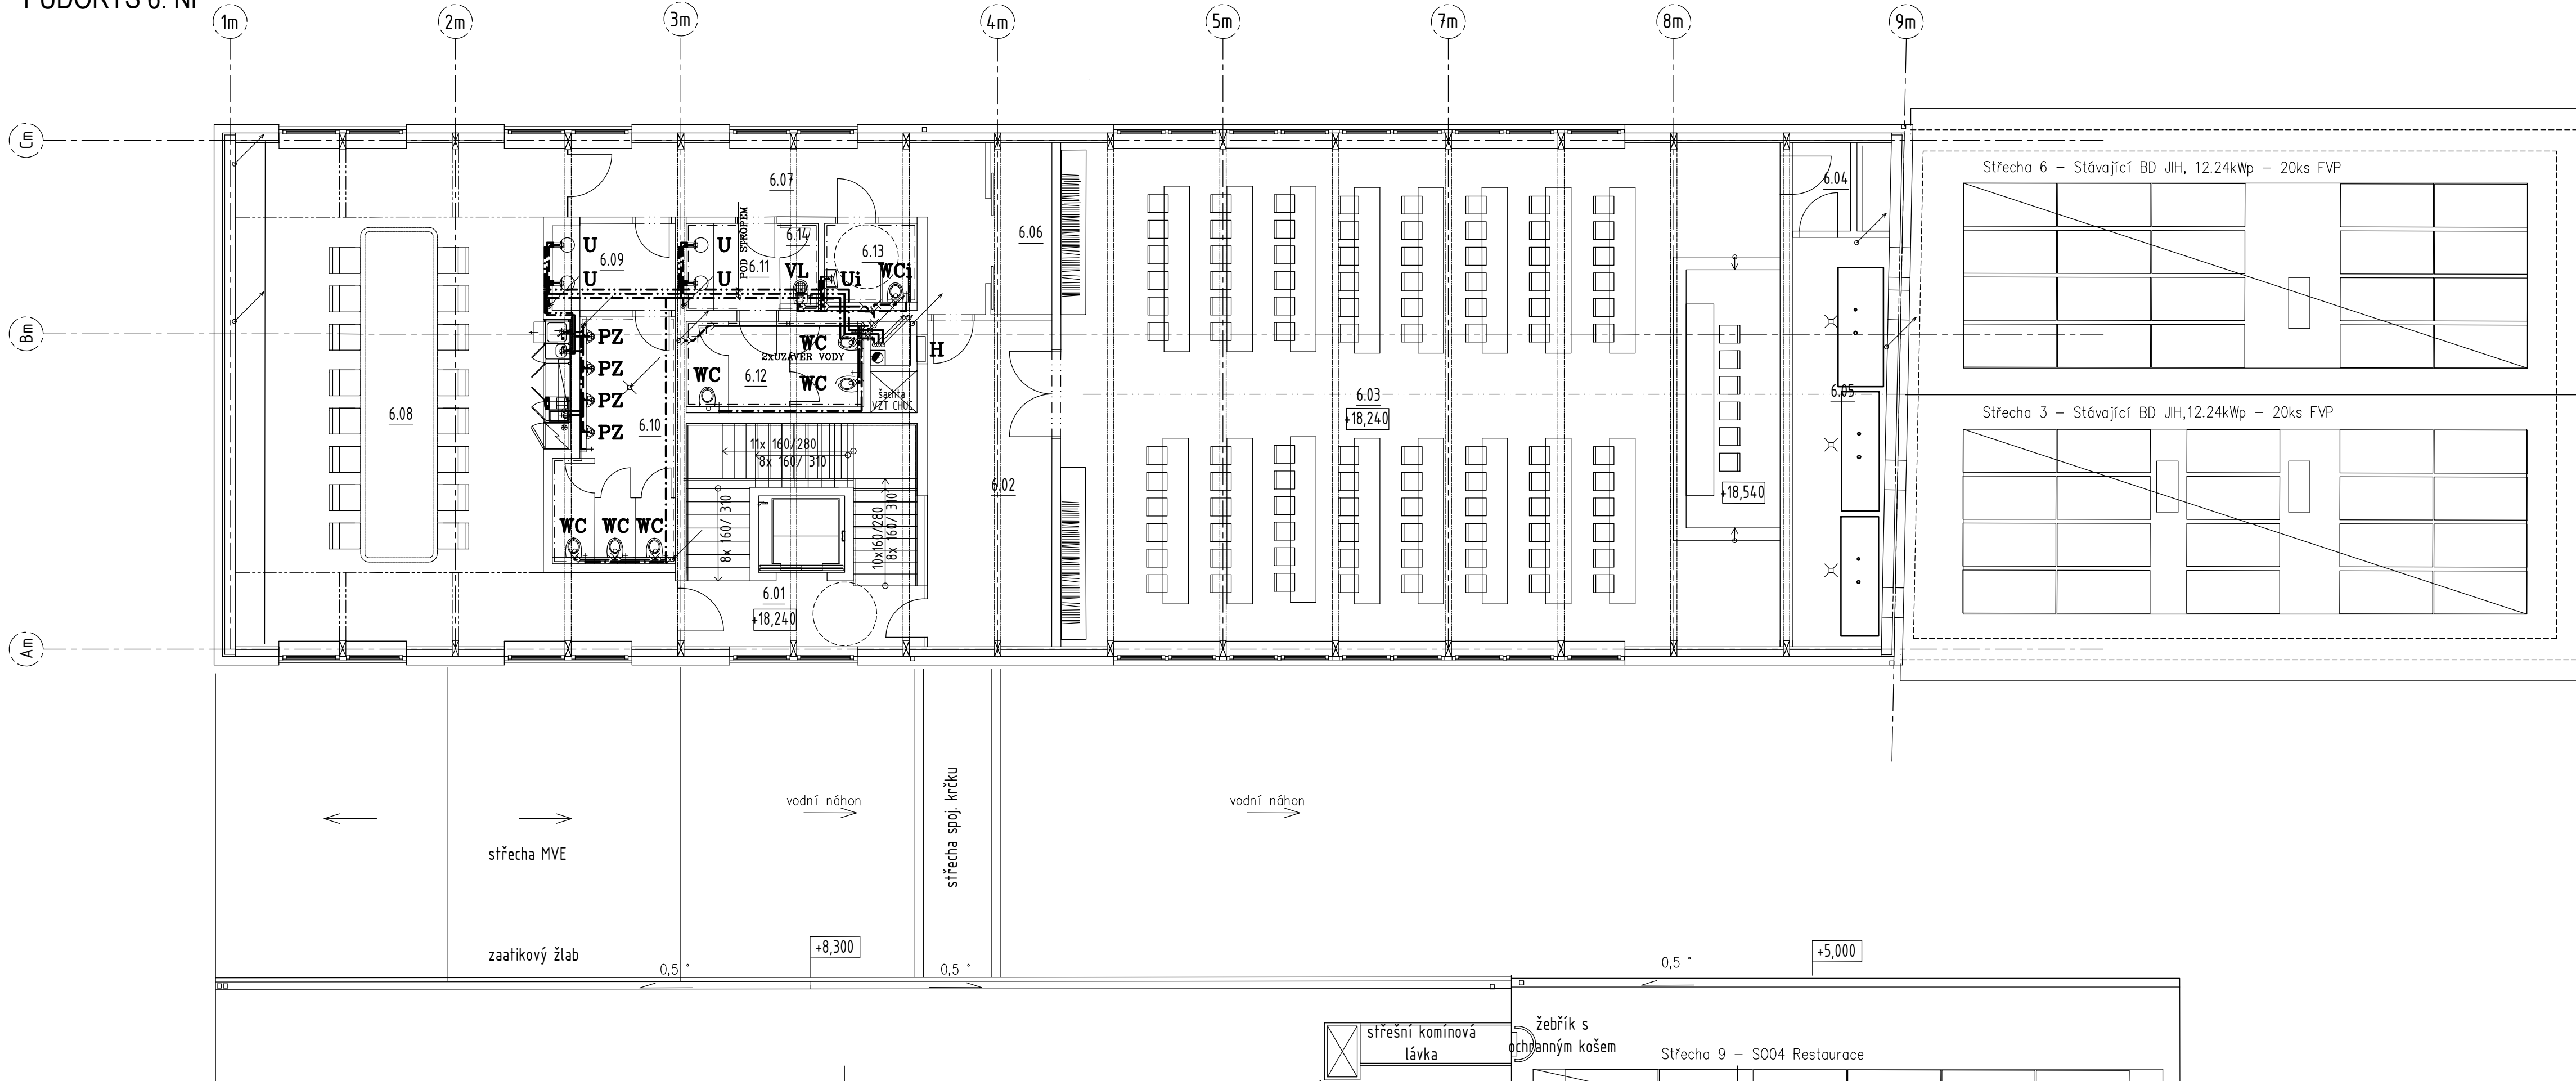 PŮDORYS 6. NP
1m
2m
3m
4m
5m
7m
8m
9m
Cm
Bm
Am
6.07
6.04
6.06
6.14
6.13
6.09
6.11
POD STROPEM
U
U
U
U
VL
Ui
WCi
PZ
PZ
PZ
PZ
WC
2xUZÁVĚR VODY
WC
6.12
WC
H
šachta
VZT CHÚC
6.08
6.10
11x 160/280
8x 160/ 310
8x 160/ 310
10x160/280
8x 160/ 310
WC
WC
WC
6.01
+18,240
6.02
6.03
+18,240
+18,540
6.05
Střecha 6 – Stávající BD JIH, 12.24kWp – 20ks FVP
Střecha 3 – Stávající BD JIH,12.24kWp – 20ks FVP
vodní náhon
vodní náhon
střecha MVE
střecha spoj. krčku
zaatikový žlab
+8,300
+5,000
0,5 °
0,5 °
0,5 °
střešní komínová
lávka
žebřík s
ochranným košem
Střecha 9 – SO04 Restaurace